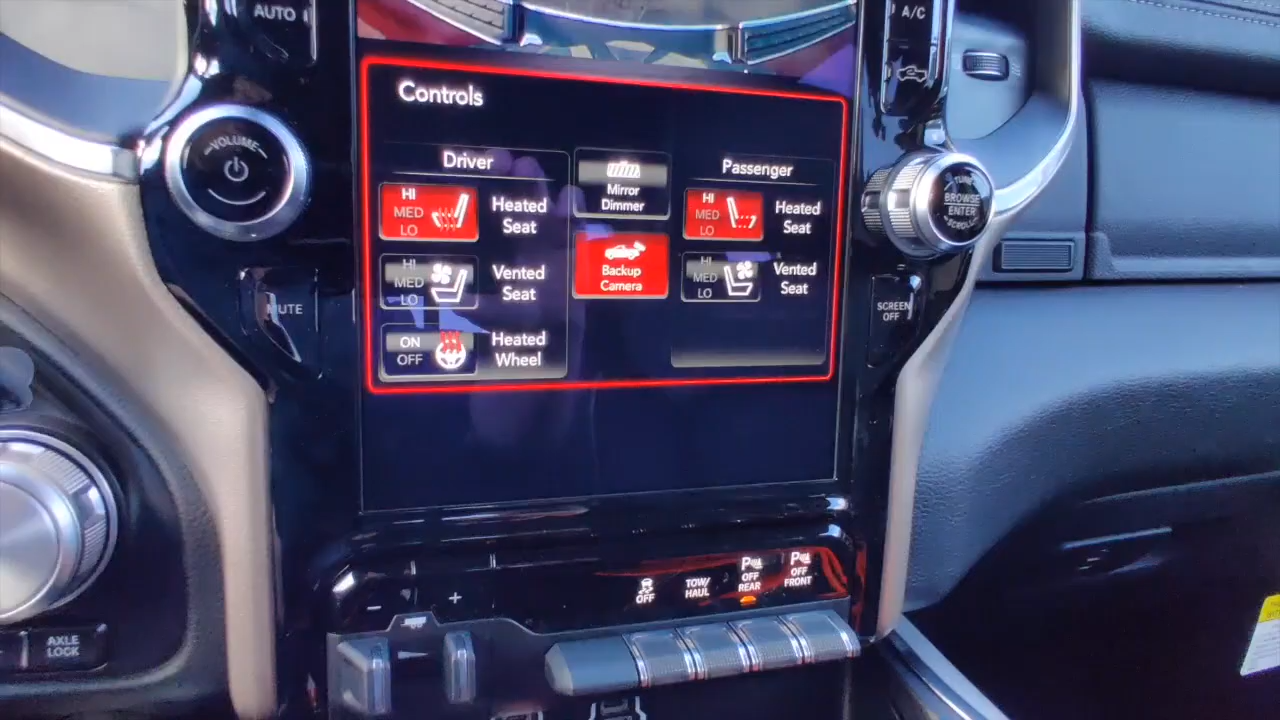 AUTO
A/C
VOLUME
Controls
Driver
Passenger
HI
MED
LO
Heated
Seat
Mirror
Dimmer
HI
MED
LO
Heated
Seat
HI
MED
LO
Vented
Seat
Backup
Camera
HI
MED
LO
Vented
Seat
ON
OFF
Heated
Wheel
BROWSE
ENTER
SCROLL
MUTE
SCREEN
OFF
OFF
TOW/
HAUL
P
OFF
REAR
P
OFF
FRONT
- +
AXLE
LOCK